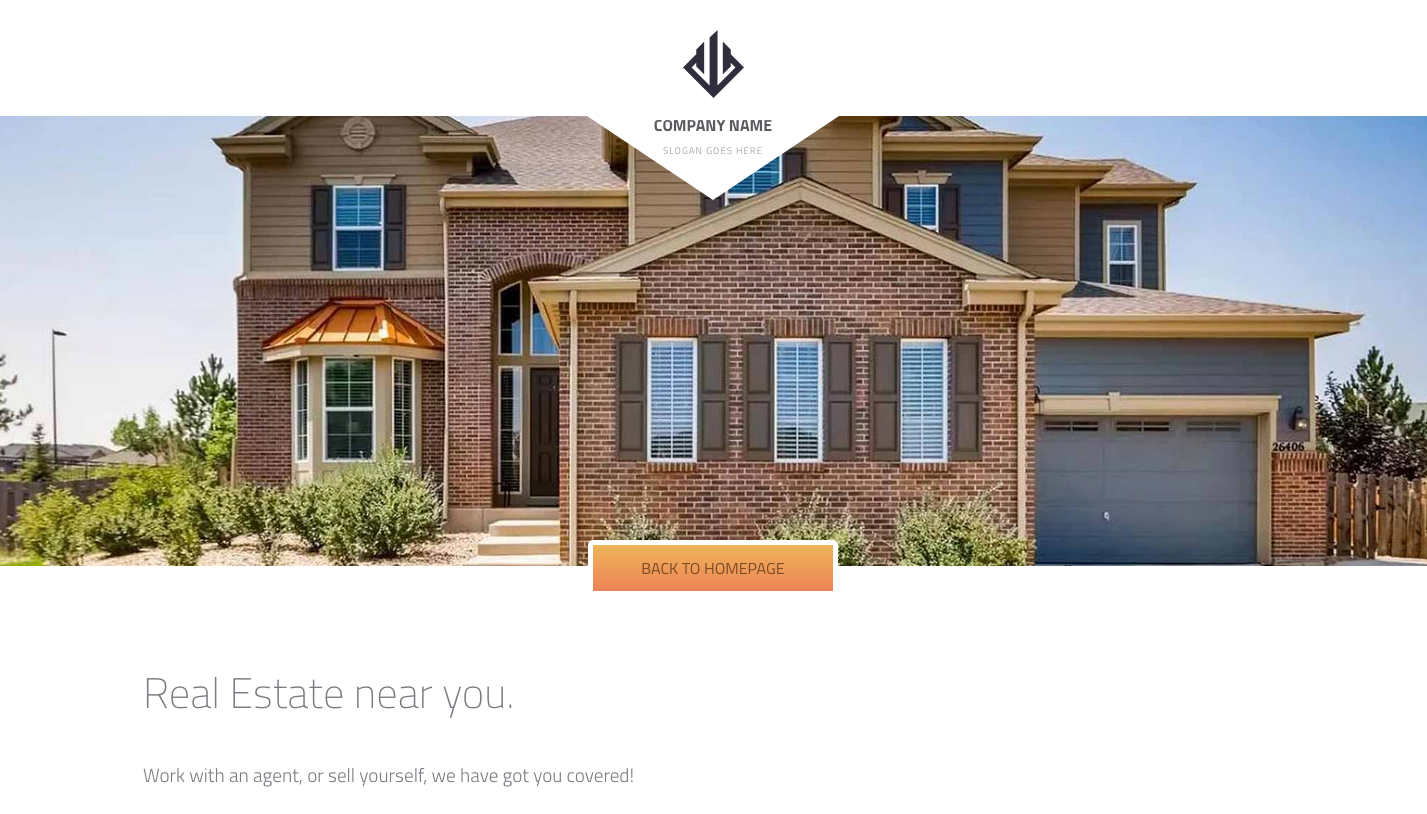 COMPANY NAME
SLOGAN GOES HERE
26406
BACK TO HOMEPAGE
Real Estate near you.
Work with an agent, or sell yourself, we have got you covered!